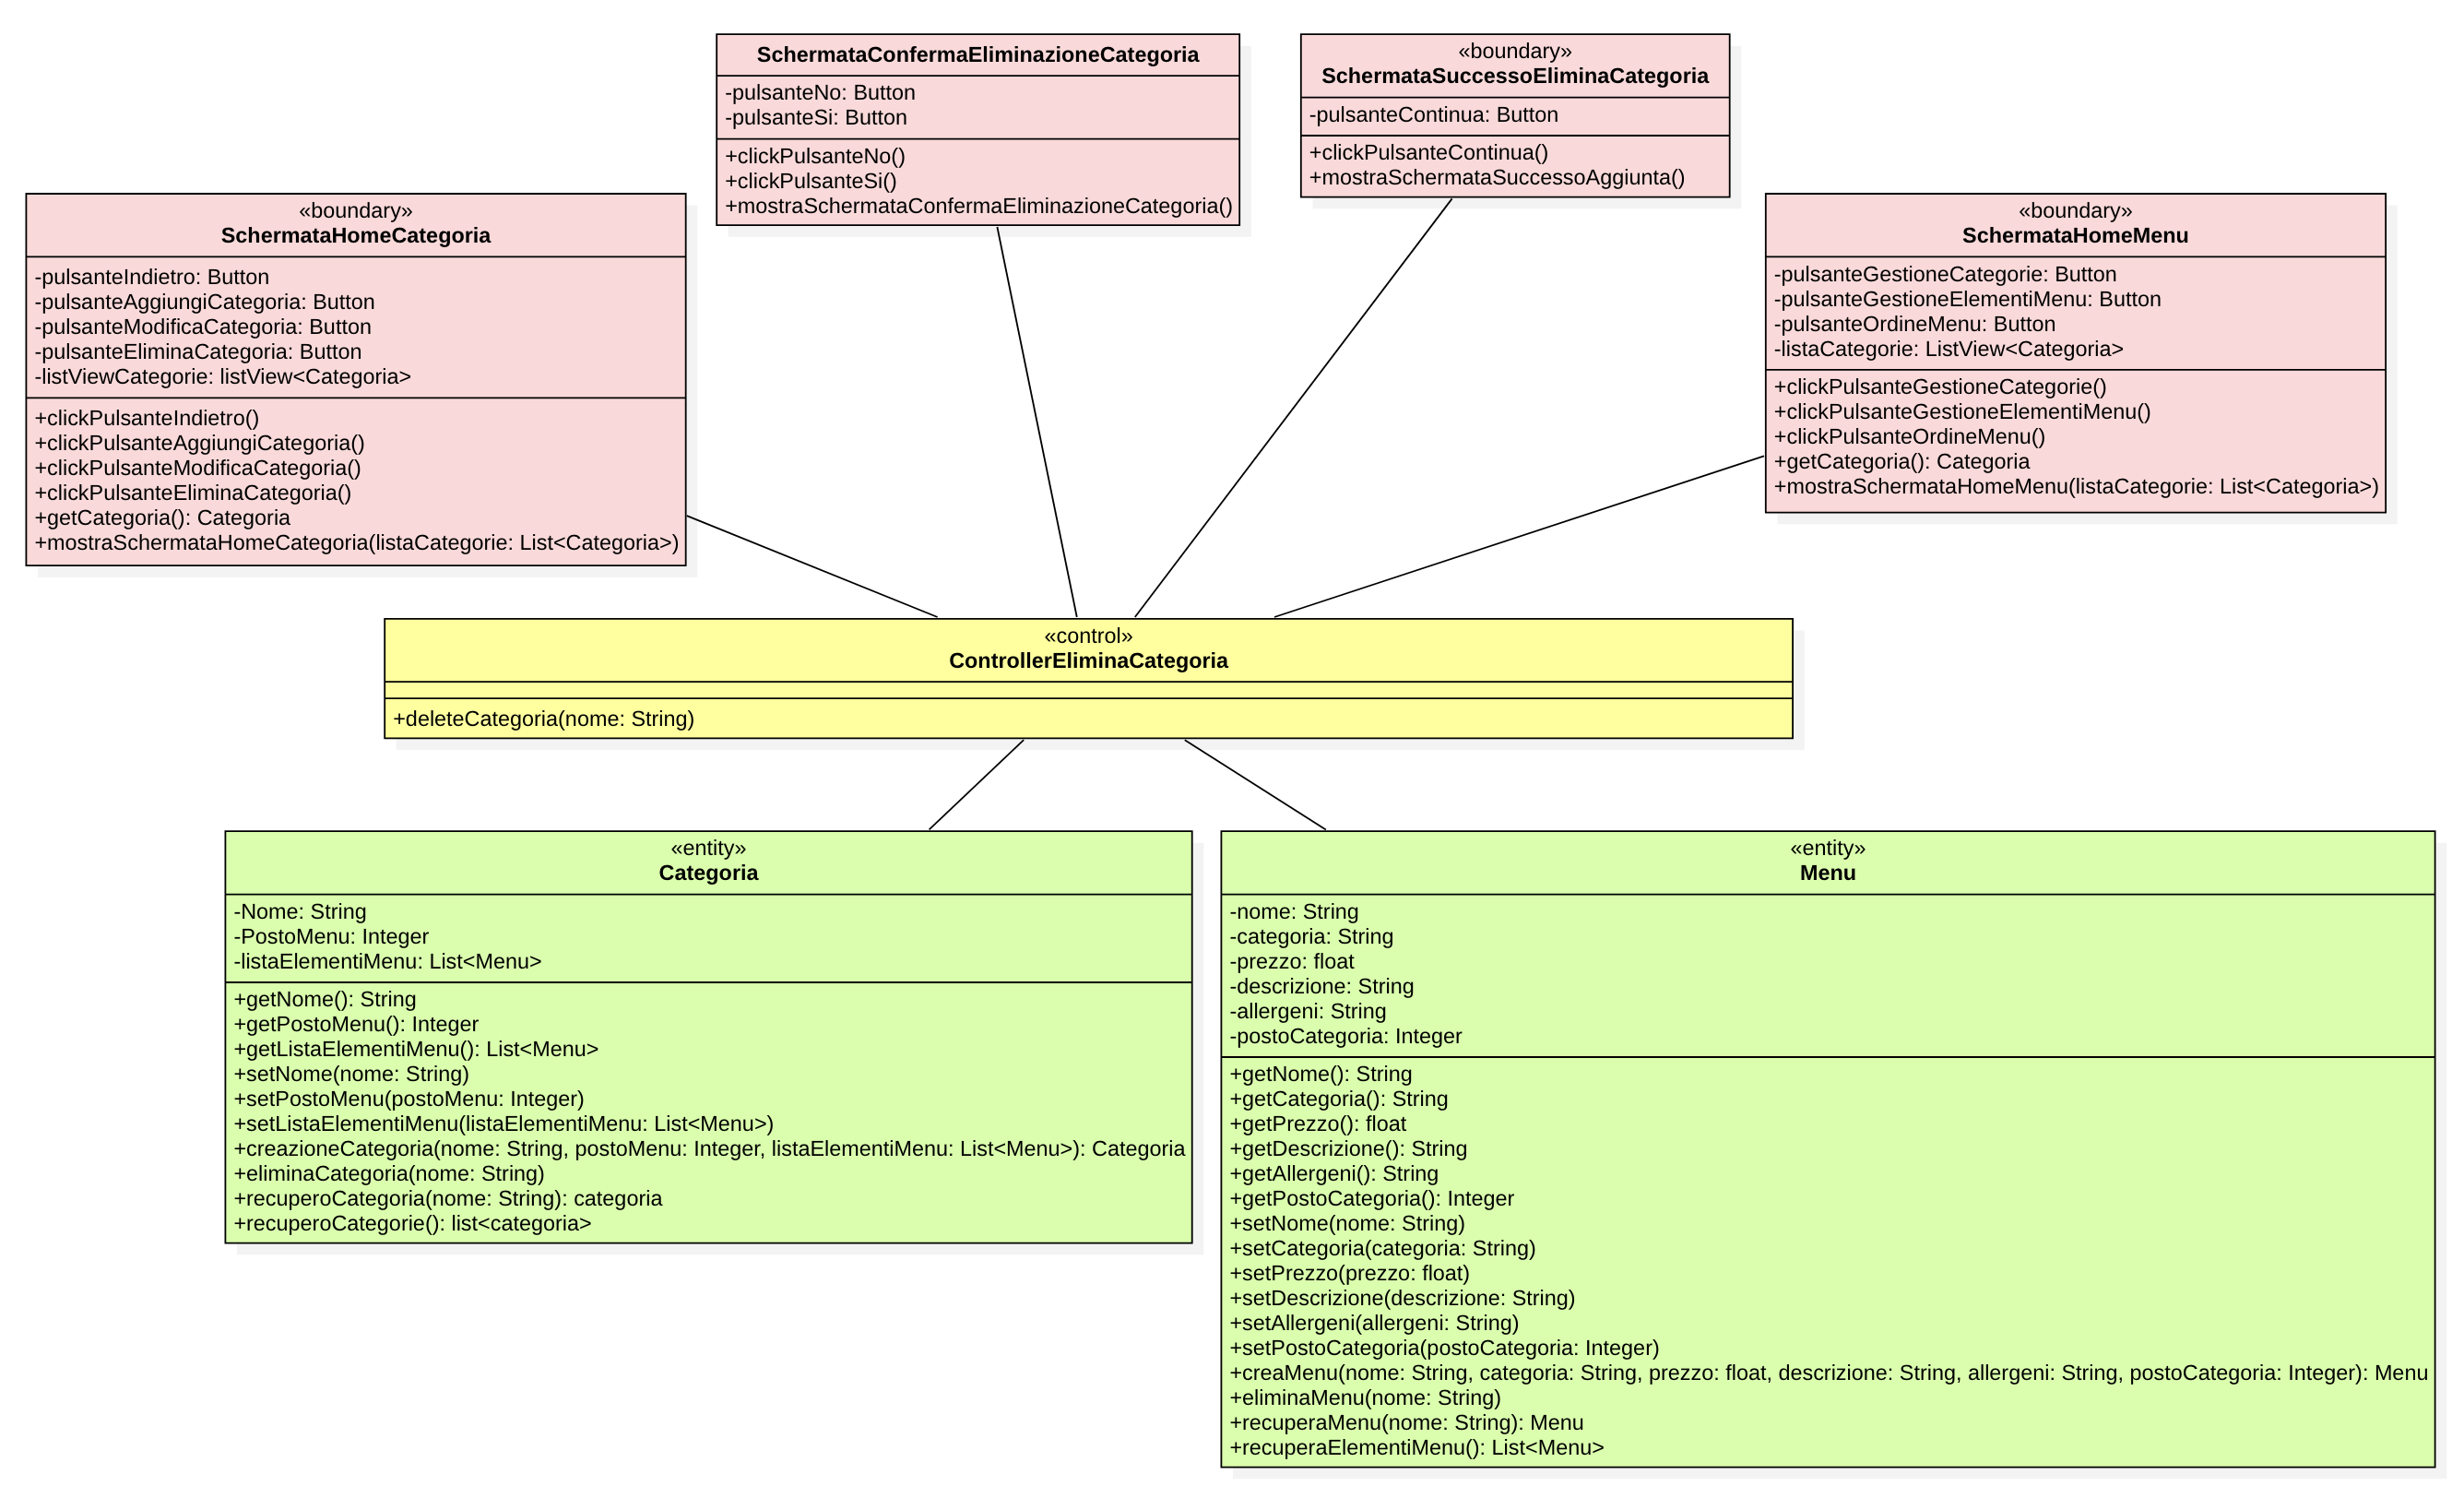 SchermataConfermaEliminazioneCategoria
-pulsanteNo: Button
-pulsanteSi: Button
+clickPulsanteNo()
+clickPulsanteSi()
+mostraSchermataConfermaEliminazioneCategoria()
«boundary»
SchermataSuccessoEliminaCategoria
-pulsanteContinua: Button
+clickPulsanteContinua()
+mostraSchermataSuccessoAggiunta()
«boundary»
SchermataHomeCategoria
-pulsanteIndietro: Button
-pulsanteAggiungiCategoria: Button
-pulsanteModificaCategoria: Button
-pulsanteEliminaCategoria: Button
-listViewCategorie: listView<Categoria>
+clickPulsanteIndietro()
+clickPulsanteAggiungiCategoria()
+clickPulsanteModificaCategoria()
+clickPulsanteEliminaCategoria()
+getCategoria(): Categoria
+mostraSchermataHomeCategoria(listaCategorie: List<Categoria>)
«boundary»
SchermataHomeMenu
-pulsanteGestioneCategorie: Button
-pulsanteGestioneElementiMenu: Button
-pulsanteOrdineMenu: Button
-listaCategorie: ListView<Categoria>
+clickPulsanteGestioneCategorie()
+clickPulsanteGestioneElementiMenu()
+clickPulsanteOrdineMenu()
+getCategoria(): Categoria
+mostraSchermataHomeMenu(listaCategorie: List<Categoria>)
«control»
ControllerEliminaCategoria
+deleteCategoria(nome: String)
«entity»
Categoria
-Nome: String
-PostoMenu: Integer
-listaElementiMenu: List<Menu>
+getNome(): String
+getPostoMenu(): Integer
+getListaElementiMenu(): List<Menu>
+setNome(nome: String)
+setPostoMenu(postoMenu: Integer)
+setListaElementiMenu(listaElementiMenu: List<Menu>)
+creazioneCategoria(nome: String, postoMenu: Integer, listaElementiMenu: List<Menu>): Categoria
+eliminaCategoria(nome: String)
+recuperoCategoria(nome: String): categoria
+recuperoCategorie(): list<categoria>
«entity»
Menu
-nome: String
-categoria: String
-prezzo: float
-descrizione: String
-allergeni: String
-postoCategoria: Integer
+getNome(): String
+getCategoria(): String
+getPrezzo(): float
+getDescrizione(): String
+getAllergeni(): String
+getPostoCategoria(): Integer
+setNome(nome: String)
+setCategoria(categoria: String)
+setPrezzo(prezzo: float)
+setDescrizione(descrizione: String)
+setAllergeni(allergeni: String)
+setPostoCategoria(postoCategoria: Integer)
+creaMenu(nome: String, categoria: String, prezzo: float, descrizione: String, allergeni: String, postoCategoria: Integer): Menu
+eliminaMenu(nome: String)
+recuperaMenu(nome: String): Menu
+recuperaElementiMenu(): List<Menu>